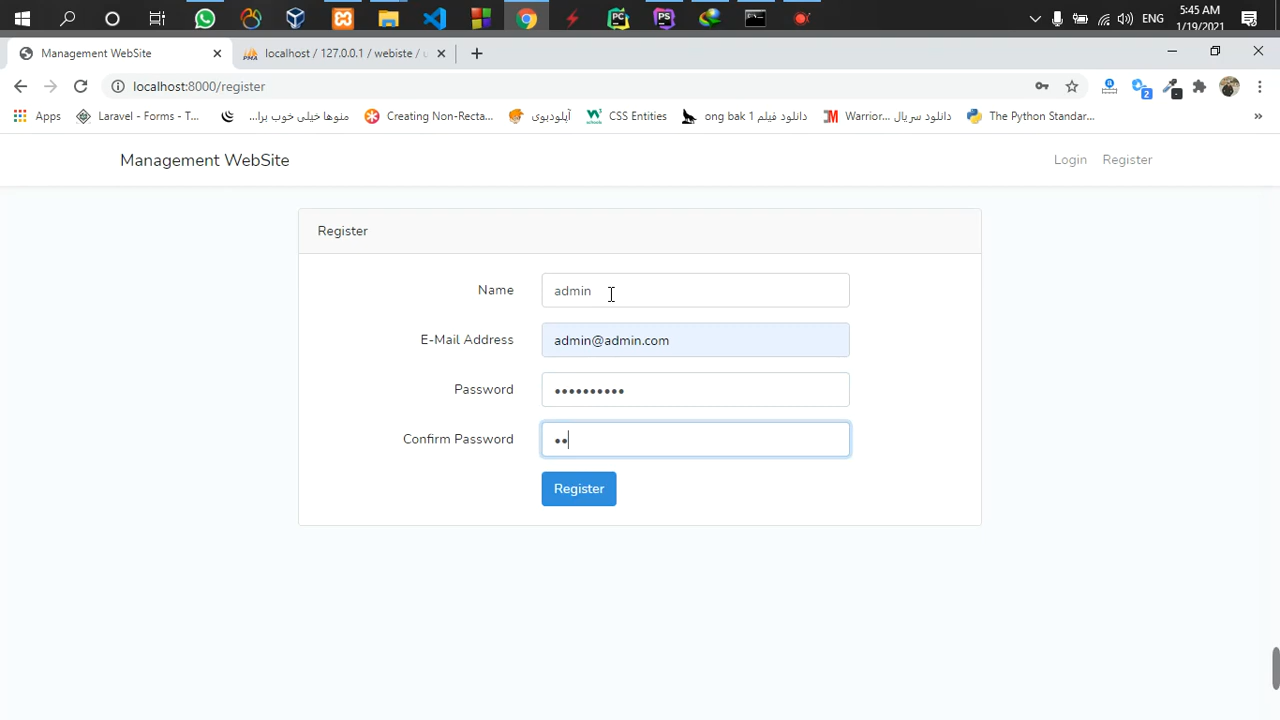 ENG
5:45 AM
1/19/2021
Management WebSite
localhost / 127.0.0.1 / webiste / u
localhost:8000/register
2
Apps
Laravel - Forms - T...
منوها خیلی خوب برا...
Creating Non-Recta...
آپلودبوی
CSS Entities
دانلود فیلم ong bak 1
دانلود سریال Warrior...
The Python Standar...
»
Management WebSite
Login
Register
Register
Name
admin
E-Mail Address
admin@admin.com
Password
••••••••••
Confirm Password
••
Register